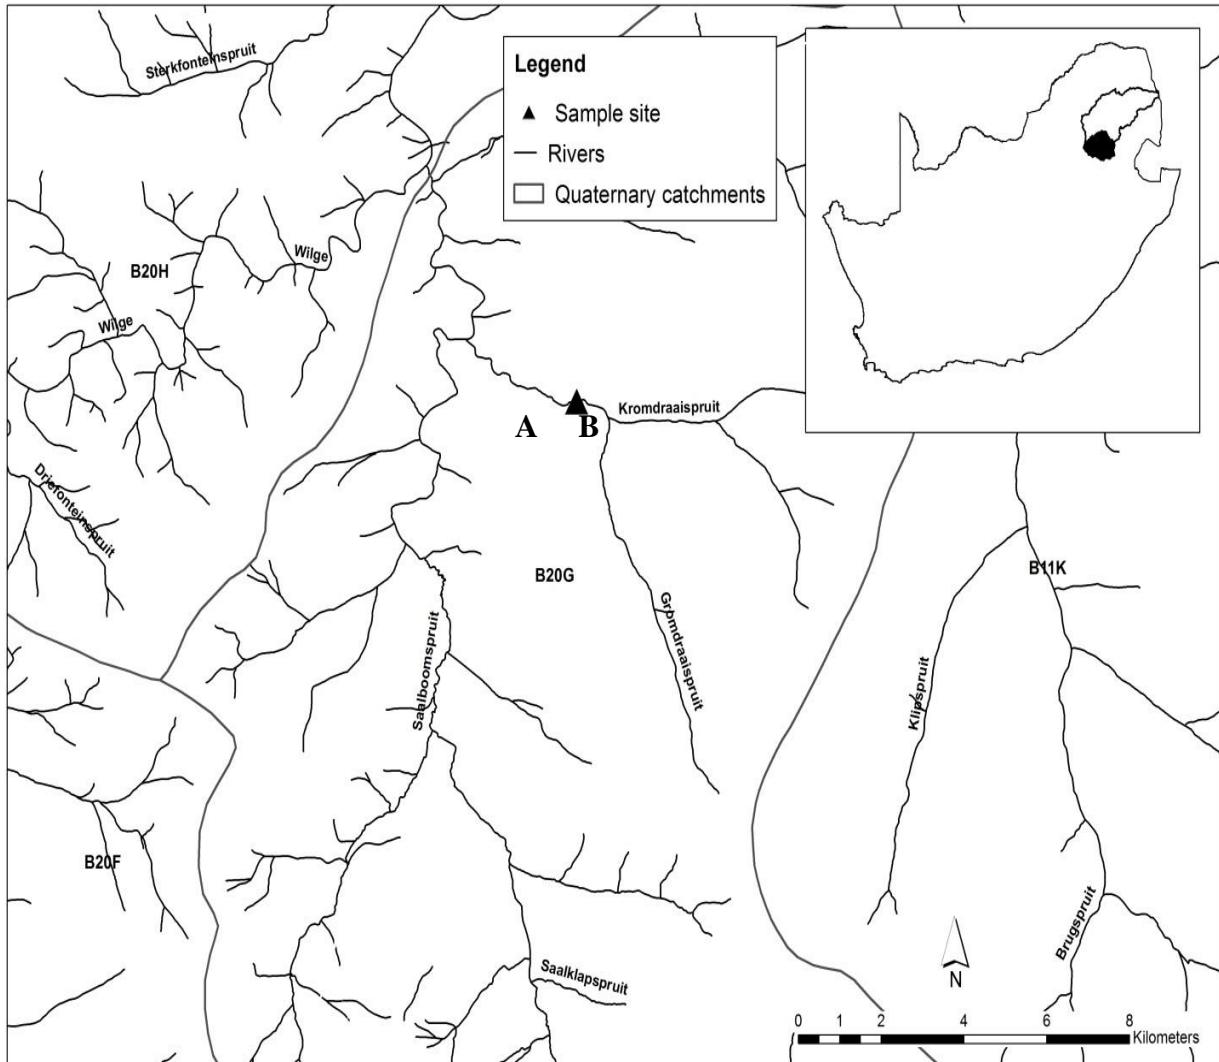 Sterkfonteinspruit
Legend
Sample site
Rivers
Quaternary catchments
Wilge
B20H
Wilge
Kromdraaispruit
A
B
Driefonteinspruit
B20G
B11K
Gromdraaispruit
Saalboomspruit
Klipspruit
B20F
Brugspruit
Saalklapspruit
N
0 1 2 4 6 8
Kilometers